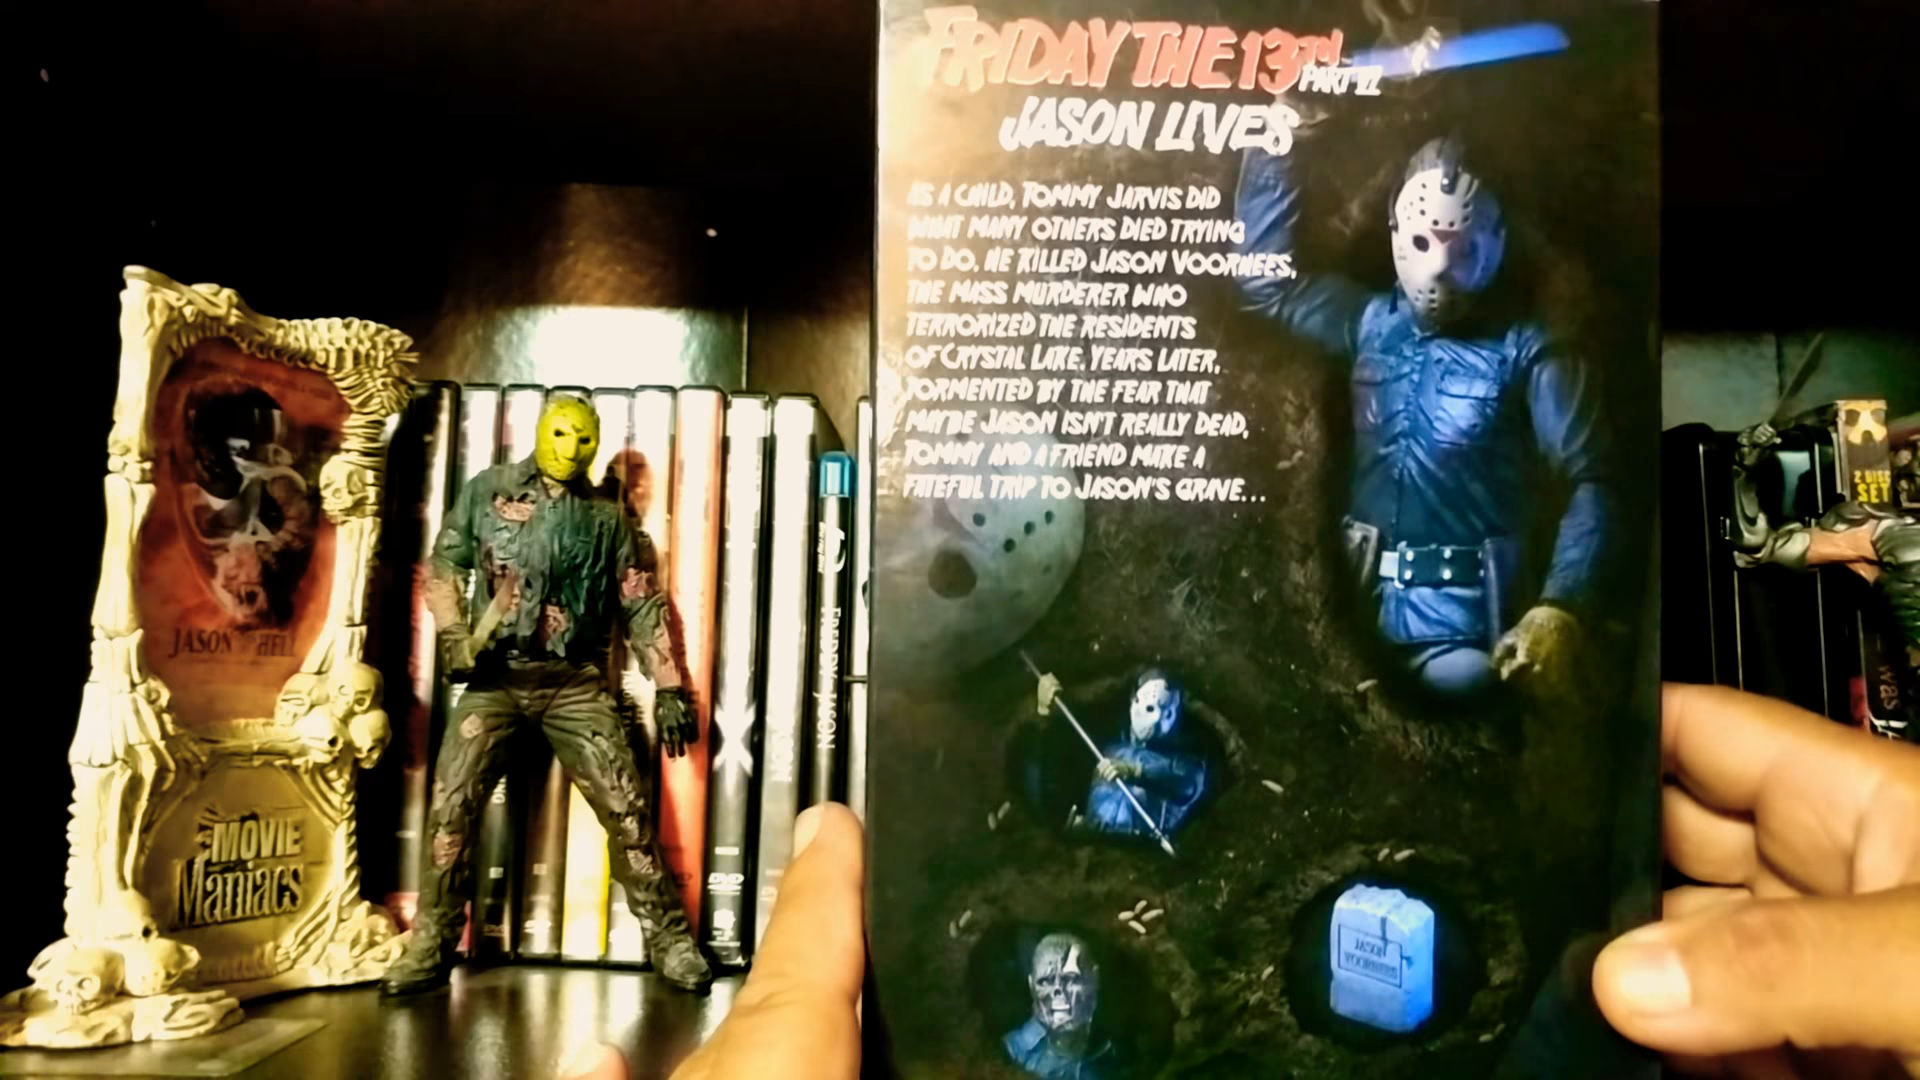 FRIDAY THE 13TH
PART VI
JASON LIVES
AS A CHILD, TOMMY JARVIS DID
WHAT MANY OTHERS DIED TRYING
TO DO. HE KILLED JASON VOORHEES,
THE MASS MURDERER WHO
TERRORIZED THE RESIDENTS
OF CRYSTAL LAKE. YEARS LATER,
TORMENTED BY THE FEAR THAT
MAYBE JASON ISN'T REALLY DEAD,
TOMMY AND A FRIEND MAKE A
FATEFUL TRIP TO JASON'S GRAVE...
JASON
VOORHEES
JASON HELL
MOVIE
Maniacs
FREDDY JASON
DVD
X
2 DISC
SET